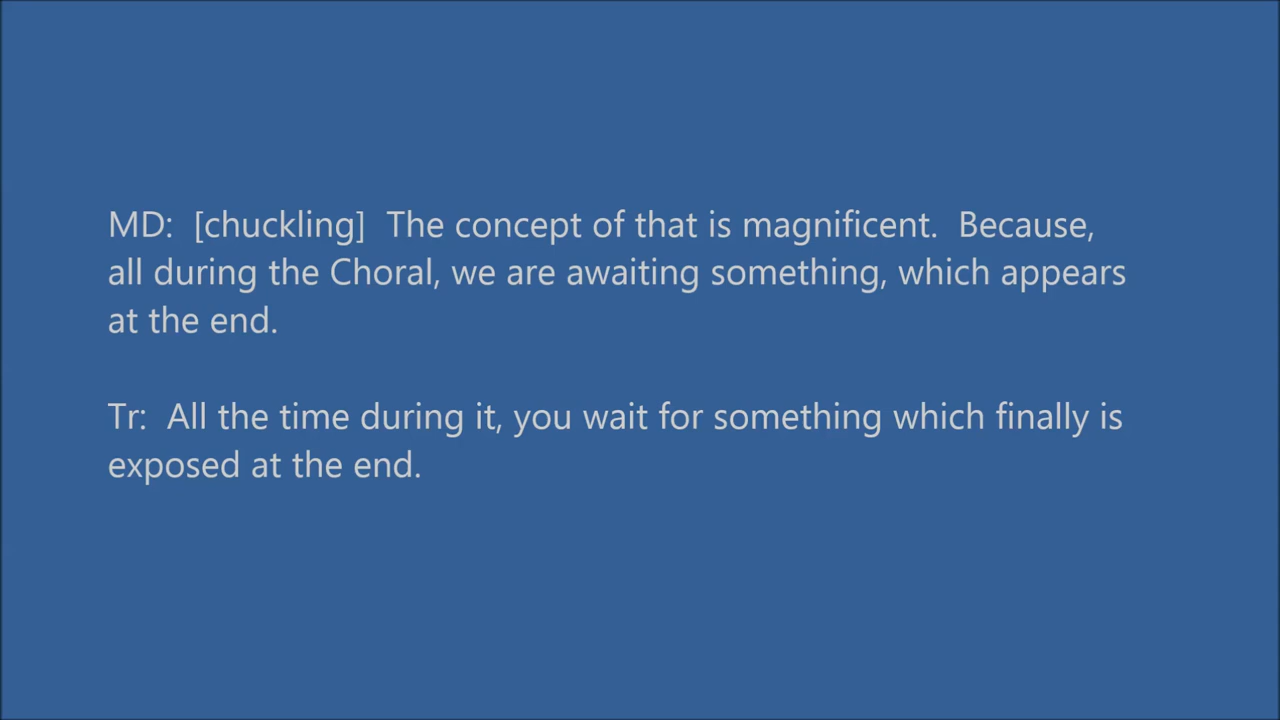 MD:  [chuckling]  The concept of that is magnificent.  Because,
all during the Choral, we are awaiting something, which appears
at the end.
Tr:  All the time during it, you wait for something which finally is
exposed at the end.